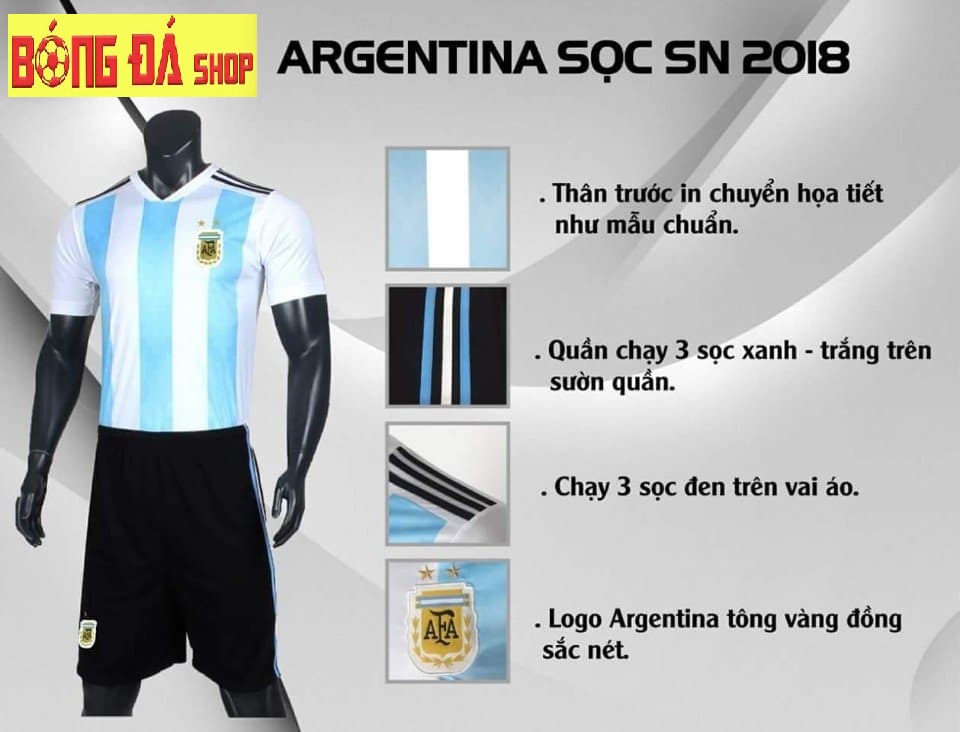 BÓNG ĐÁ SHOP
ARGENTINA SỌC SN 2018
. Thân trước in chuyển họa tiết
như mẫu chuẩn.
. Quần chạy 3 sọc xanh - trắng trên
sườn quần.
. Chạy 3 sọc đen trên vai áo.
. Logo Argentina tông vàng đồng
sắc nét.
AFA
AFA